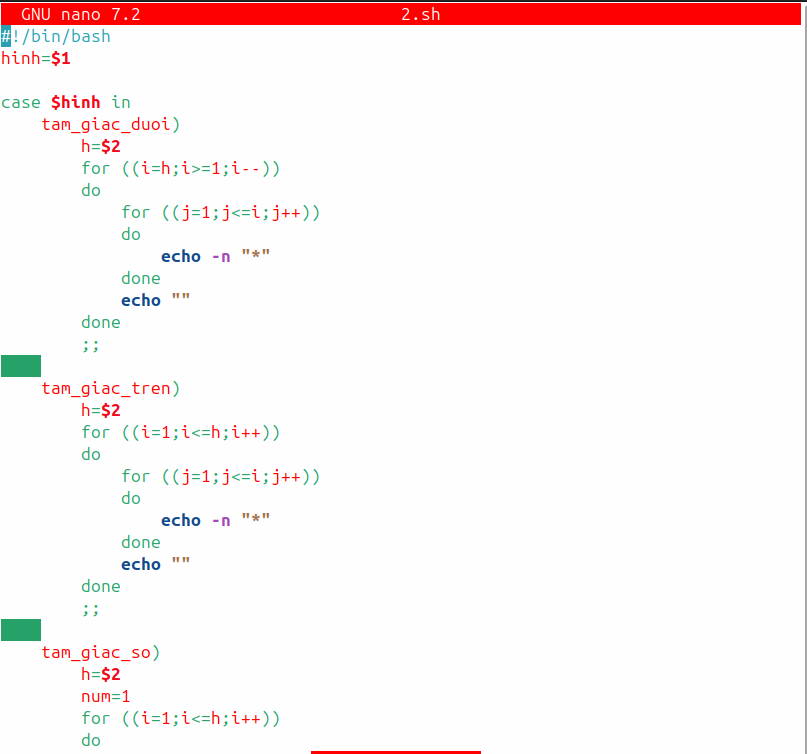 GNU nano 7.2 2.sh
#!/bin/bash
hinh=$1
case $hinh in
    tam_giac_duoi)
        h=$2
        for ((i=h;i>=1;i--))
        do
            for ((j=1;j<=i;j++))
            do
                echo -n "*"
            done
            echo ""
        done
        ;;
    tam_giac_tren)
        h=$2
        for ((i=1;i<=h;i++))
        do
            for ((j=1;j<=i;j++))
            do
                echo -n "*"
            done
            echo ""
        done
        ;;
    tam_giac_so)
        h=$2
        num=1
        for ((i=1;i<=h;i++))
        do